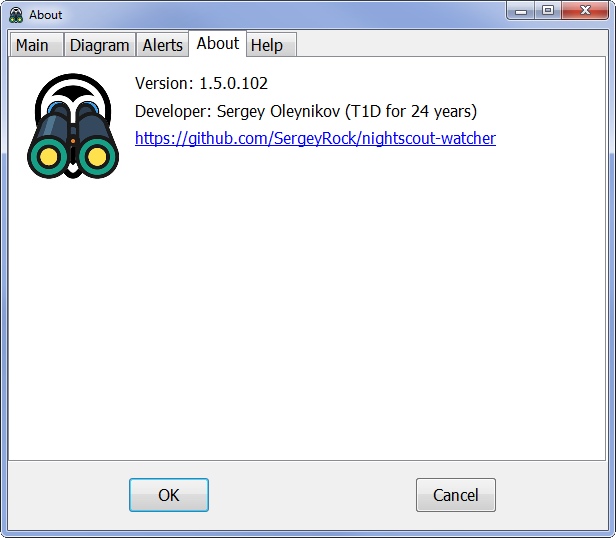 About
Main Diagram Alerts About Help
Version: 1.5.0.102
Developer: Sergey Oleynikov (T1D for 24 years)
https://github.com/SergeyRock/nightscout-watcher
OK Cancel